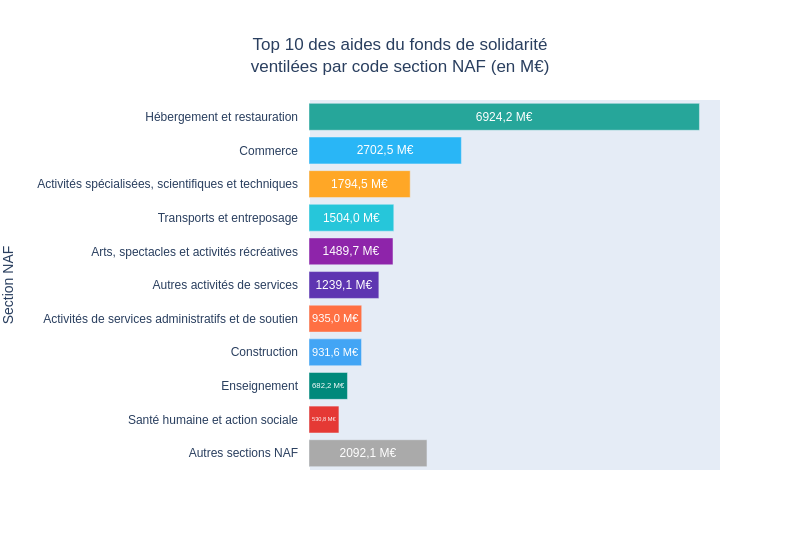 Top 10 des aides du fonds de solidarité
ventilées par code section NAF (en M€)
Section NAF
Hébergement et restauration 6924,2 M€
Commerce 2702,5 M€
Activités spécialisées, scientifiques et techniques 1794,5 M€
Transports et entreposage 1504,0 M€
Arts, spectacles et activités récréatives 1489,7 M€
Autres activités de services 1239,1 M€
Activités de services administratifs et de soutien 935,0 M€
Construction 931,6 M€
Enseignement 682,2 M€
Santé humaine et action sociale 530,8 M€
Autres sections NAF 2092,1 M€